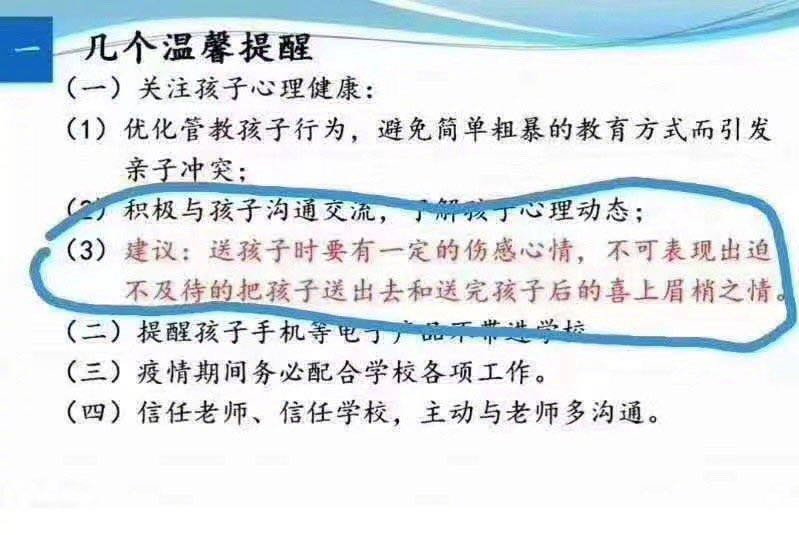 一
几个温馨提醒
（一）关注孩子心理健康：
（1）优化管教孩子行为，避免简单粗暴的教育方式而引发
亲子冲突；
（2）积极与孩子沟通交流，了解孩子心理动态；
（3）建议：送孩子时要有一定的伤感心情，不可表现出迫
不及待的把孩子送出去和送完孩子后的喜上眉梢之情。
（二）提醒孩子手机等电子产品不带进学校
（三）疫情期间务必配合学校各项工作。
（四）信任老师、信任学校，主动与老师多沟通。